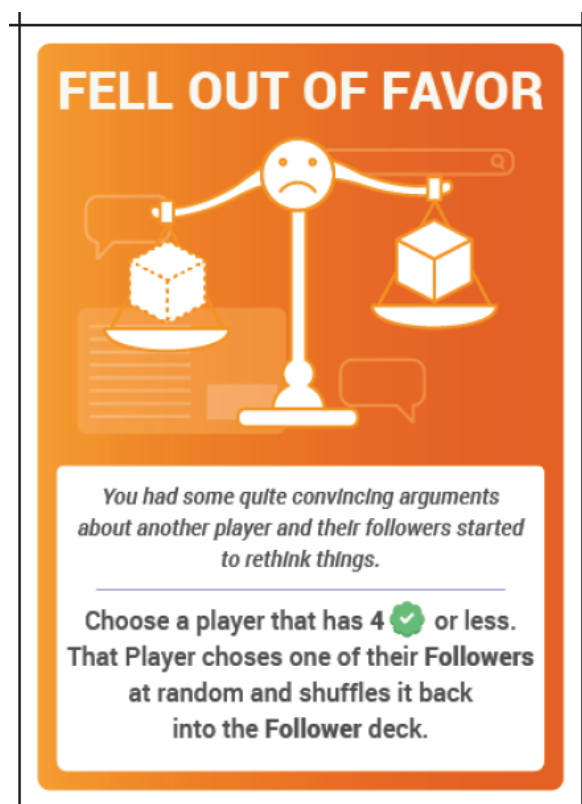 FELL OUT OF FAVOR
You had some quite convincing arguments
about another player and their followers started
to rethink things.
Choose a player that has 4 or less.
That Player choses one of their Followers
at random and shuffles it back
into the Follower deck.